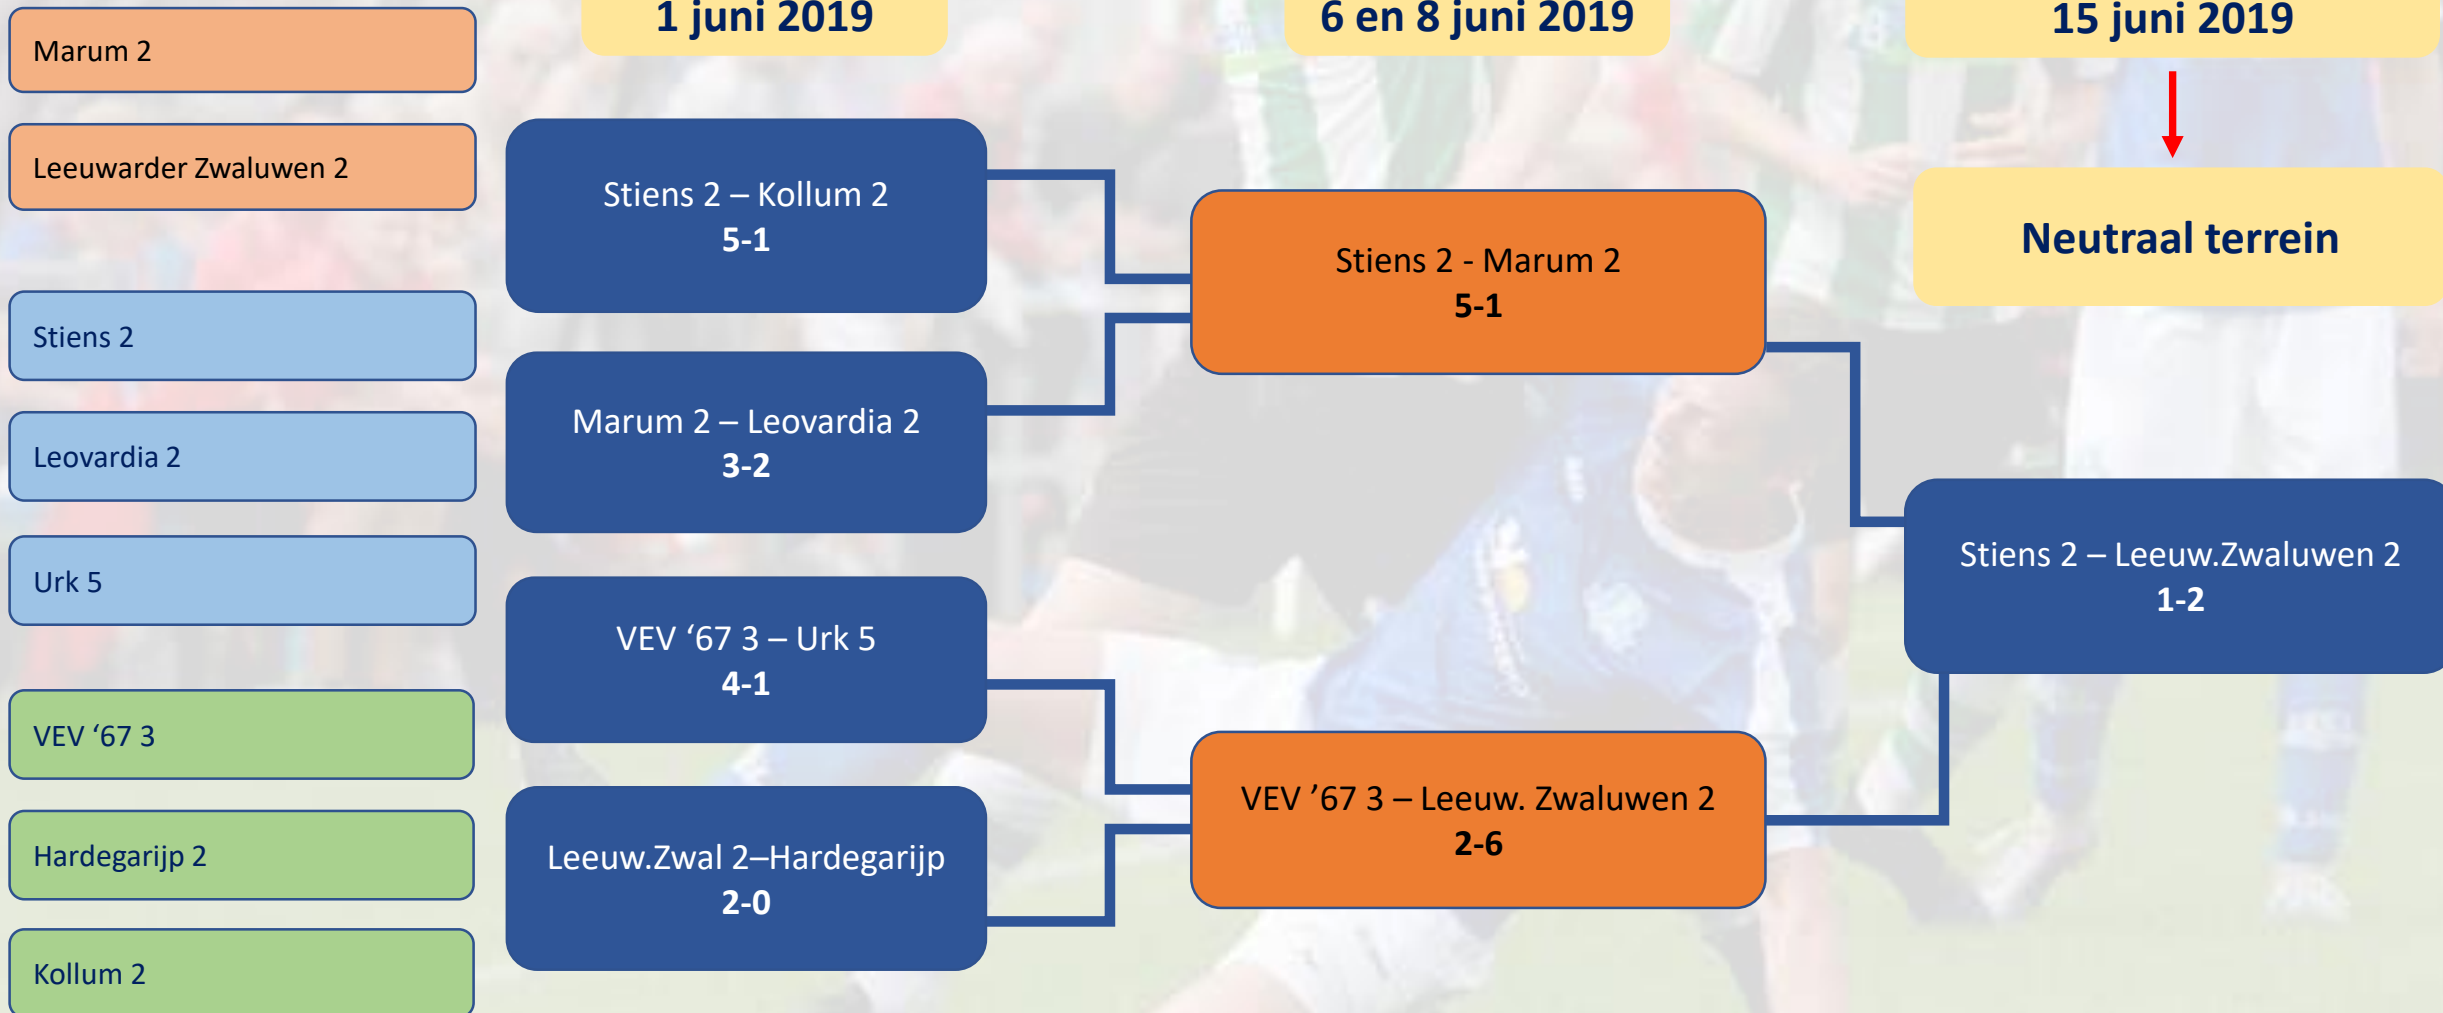 Marum 2
Leeuwarder Zwaluwen 2
Stiens 2
Leovardia 2
Urk 5
VEV ‘67 3
Hardegarijp 2
Kollum 2
1 juni 2019
Stiens 2 – Kollum 2
5-1
Marum 2 – Leovardia 2
3-2
VEV ‘67 3 – Urk 5
4-1
Leeuw.Zwal 2–Hardegarijp
2-0
6 en 8 juni 2019
Stiens 2 - Marum 2
5-1
VEV ’67 3 – Leeuw. Zwaluwen 2
2-6
15 juni 2019
Neutraal terrein
Stiens 2 – Leeuw.Zwaluwen 2
1-2